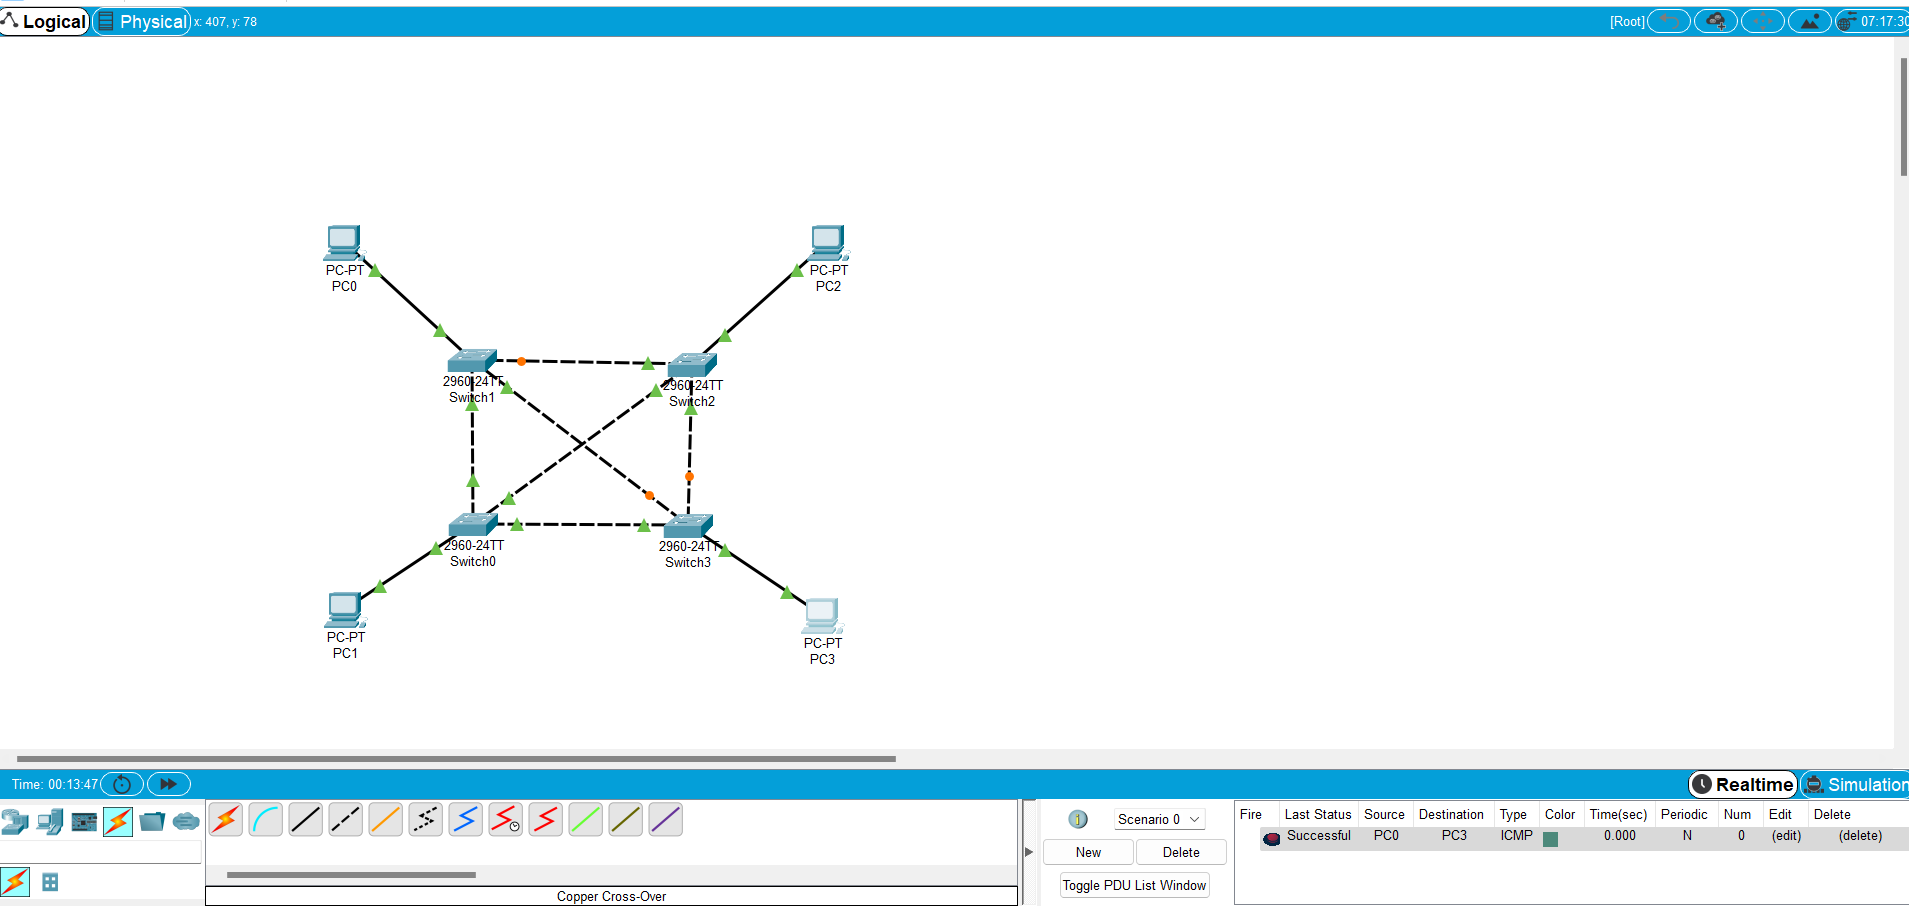 Logical Physical x: 407, y: 78 [Root] 07:17:30
PC-PT
PC0
PC-PT
PC2
2960-24TT
Switch1
2960-24TT
Switch2
2960-24TT
Switch0
2960-24TT
Switch3
PC-PT
PC1
PC-PT
PC3
Time: 00:13:47 Realtime Simulation
Scenario 0
New Delete
Toggle PDU List Window
Fire Last Status Source Destination Type Color Time(sec) Periodic Num Edit Delete
Successful PC0 PC3 ICMP 0.000 N 0 (edit) (delete)
Copper Cross-Over